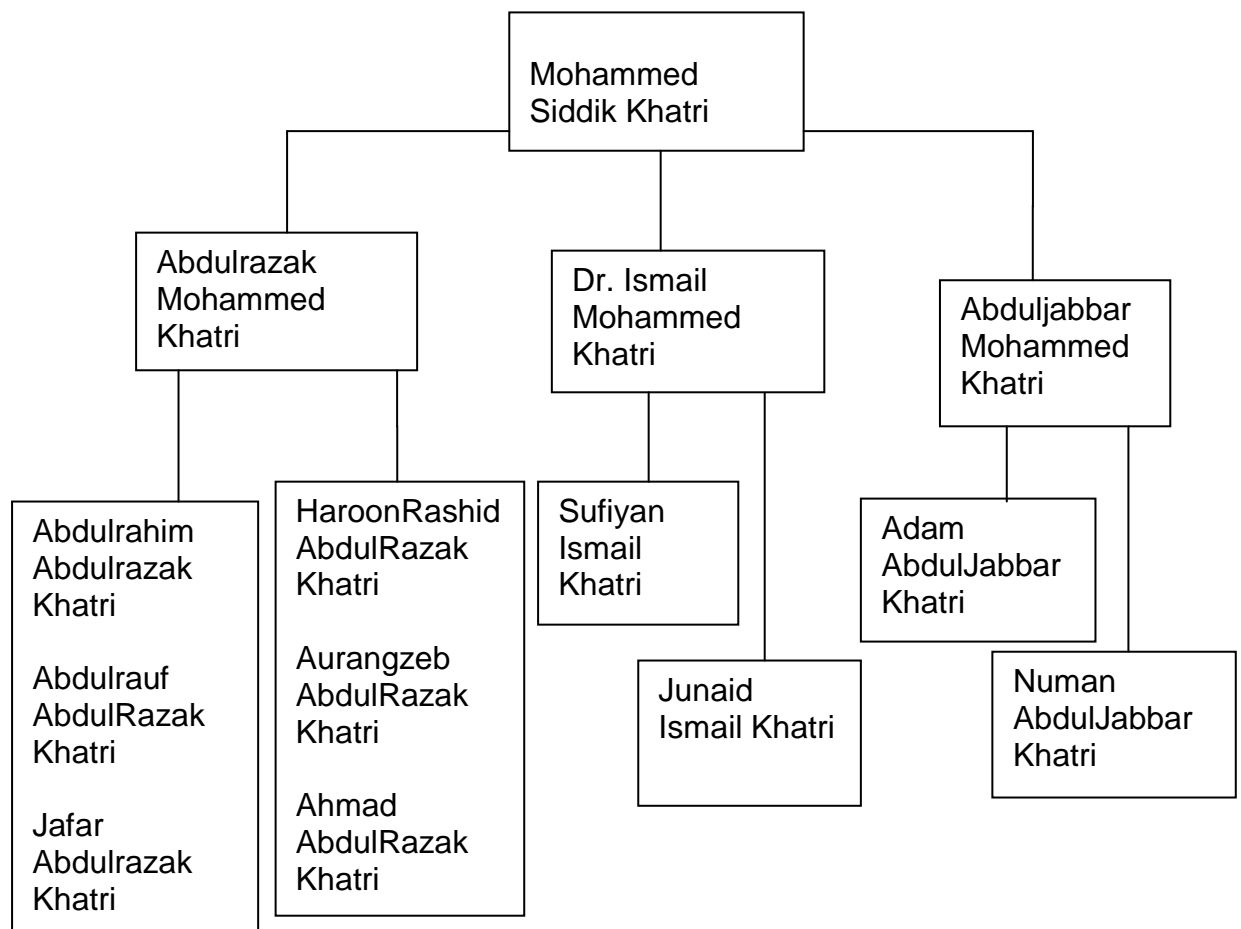 Mohammed
Siddik Khatri
Abdulrazak
Mohammed
Khatri
Dr. Ismail
Mohammed
Khatri
Abduljabbar
Mohammed
Khatri
Abdulrahim
Abdulrazak
Khatri
Abdulrauf
AbdulRazak
Khatri
Jafar
Abdulrazak
Khatri
HaroonRashid
AbdulRazak
Khatri
Aurangzeb
AbdulRazak
Khatri
Ahmad
AbdulRazak
Khatri
Sufiyan
Ismail
Khatri
Junaid
Ismail Khatri
Adam
AbdulJabbar
Khatri
Numan
AbdulJabbar
Khatri